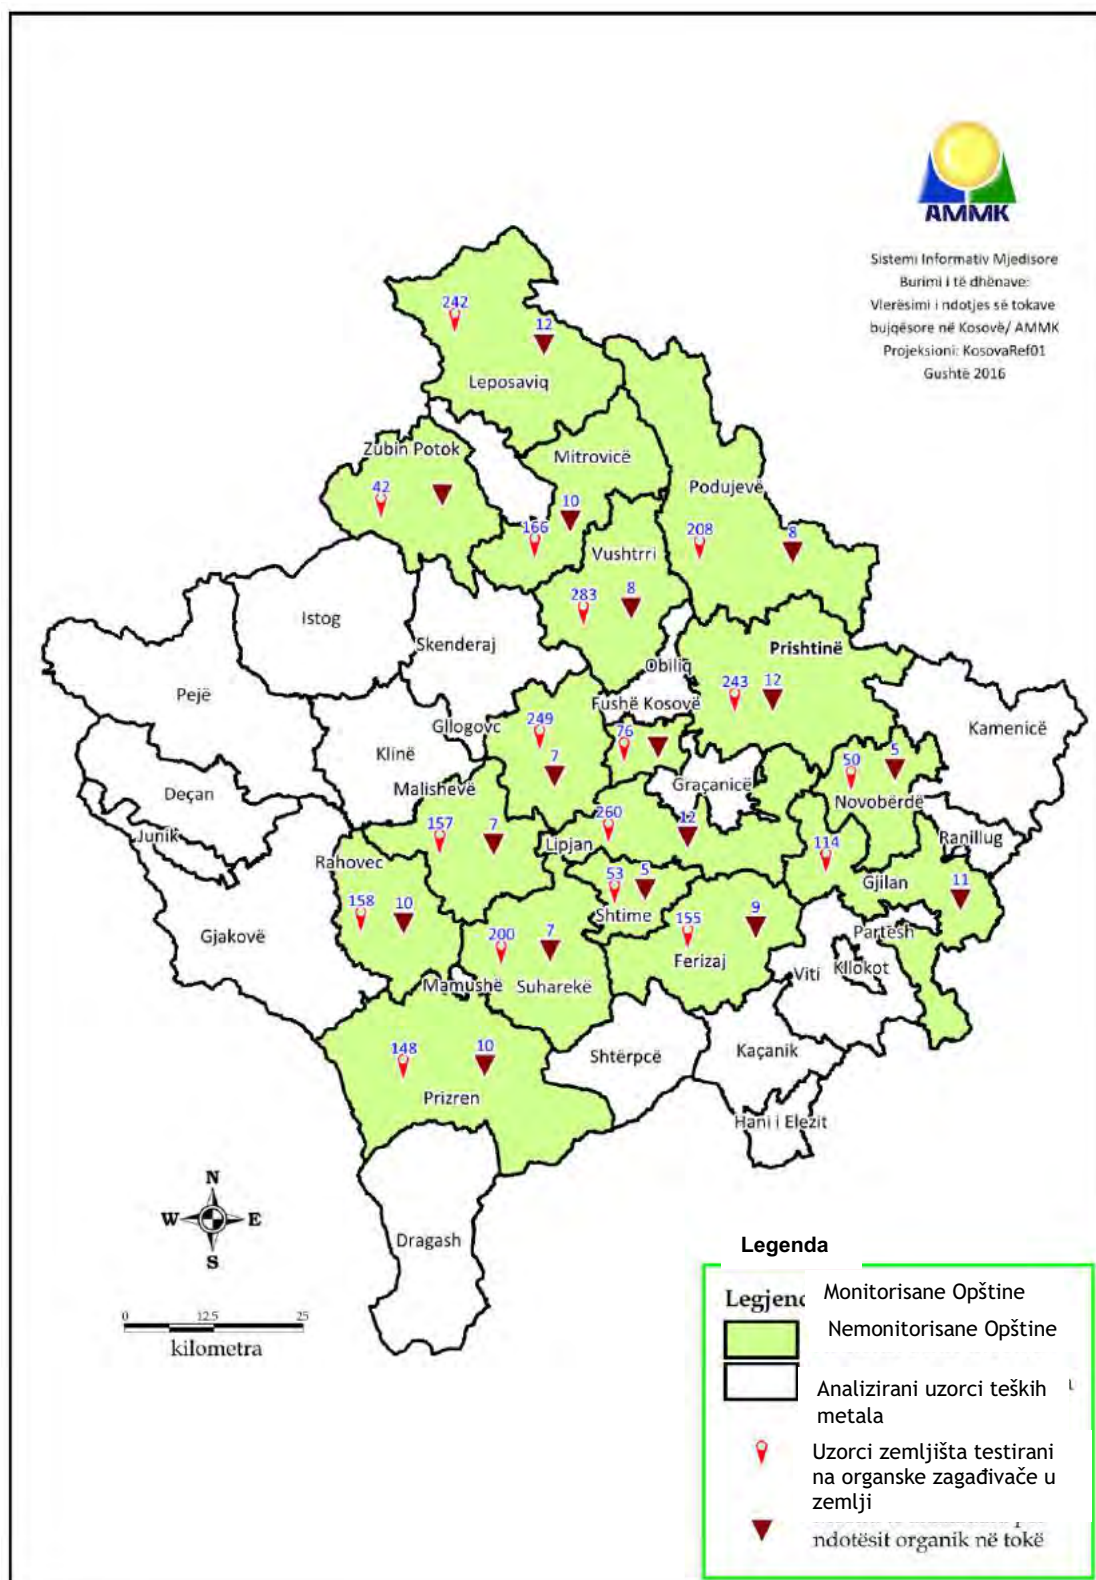 AMMK
Sistemi Informativ Mjedisore
Burimi i të dhënave:
Vlerësimi i ndotjes së tokave
bujqësore në Kosovë/ AMMK
Projeksioni: KosovaRef01
Gushtë 2016
242
12
Leposaviq
Zubin Potok
42
Mitrovicë
10
166
Podujevë
208
8
Vushtrri
283
8
Istog
Skenderaj
Obiliq
Prishtinë
243
12
Pejë
Gllogovc
249
7
Fushë Kosovë
76
Kamenicë
Klinë
Graçanicë
50
5
Novobërdë
Deçan
Malishevë
157
7
Lipjan
260
12
Junik
Ranillug
114
Gjilan
11
Rahovec
158
10
53
5
Shtime
155
9
Ferizaj
Gjakovë
200
7
Suharekë
Mamushë
Partesh
Viti
Kllokot
148
10
Prizren
Shtërpcë
Kaçanik
Hani i Elezit
Dragash
N
W
E
S
0
12.5
25
kilometra
Legenda
Monitorisane Opštine
Nemonitorisane Opštine
Analizirani uzorci teških
metala
Uzorci zemljišta testirani
na organske zagađivače u
zemlji
ndotësit organik në tokë